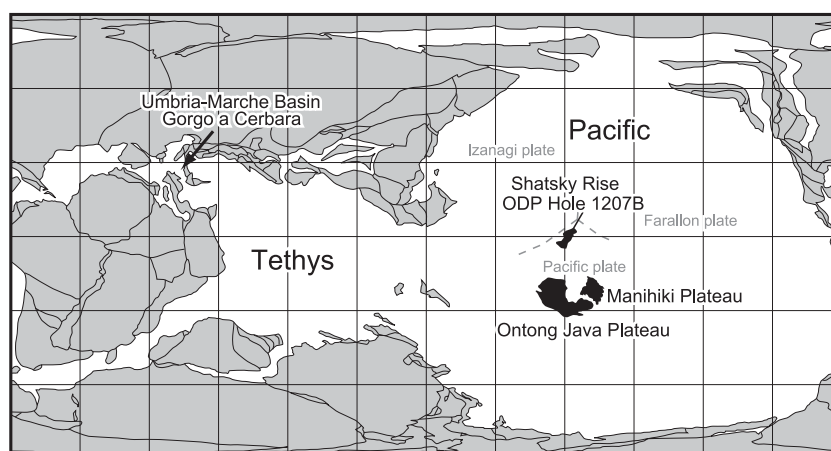 Umbria-Marche Basin
Gorgo a Cerbara
Pacific
Izanagi plate
Shatsky Rise
ODP Hole 1207B
Farallon plate
Tethys
Pacific plate
Manihiki Plateau
Ontong Java Plateau